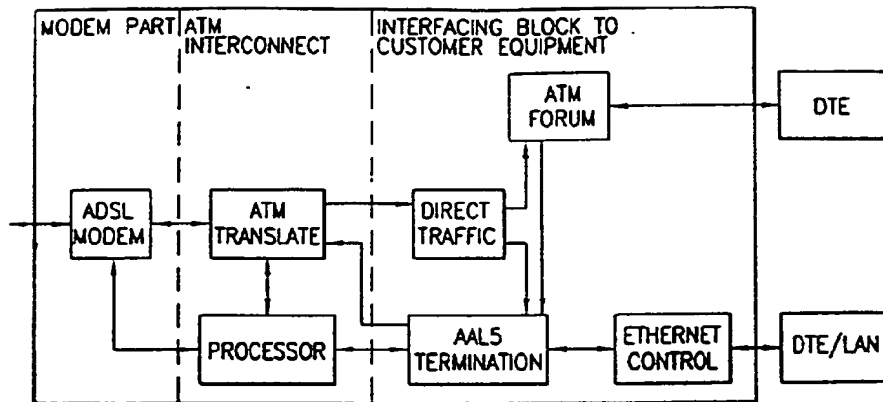 MODEM PART
ATM
INTERCONNECT
INTERFACING BLOCK TO
CUSTOMER EQUIPMENT
ATM
FORUM
DTE
ADSL
MODEM
ATM
TRANSLATE
DIRECT
TRAFFIC
PROCESSOR
AAL5
TERMINATION
ETHERNET
CONTROL
DTE/LAN